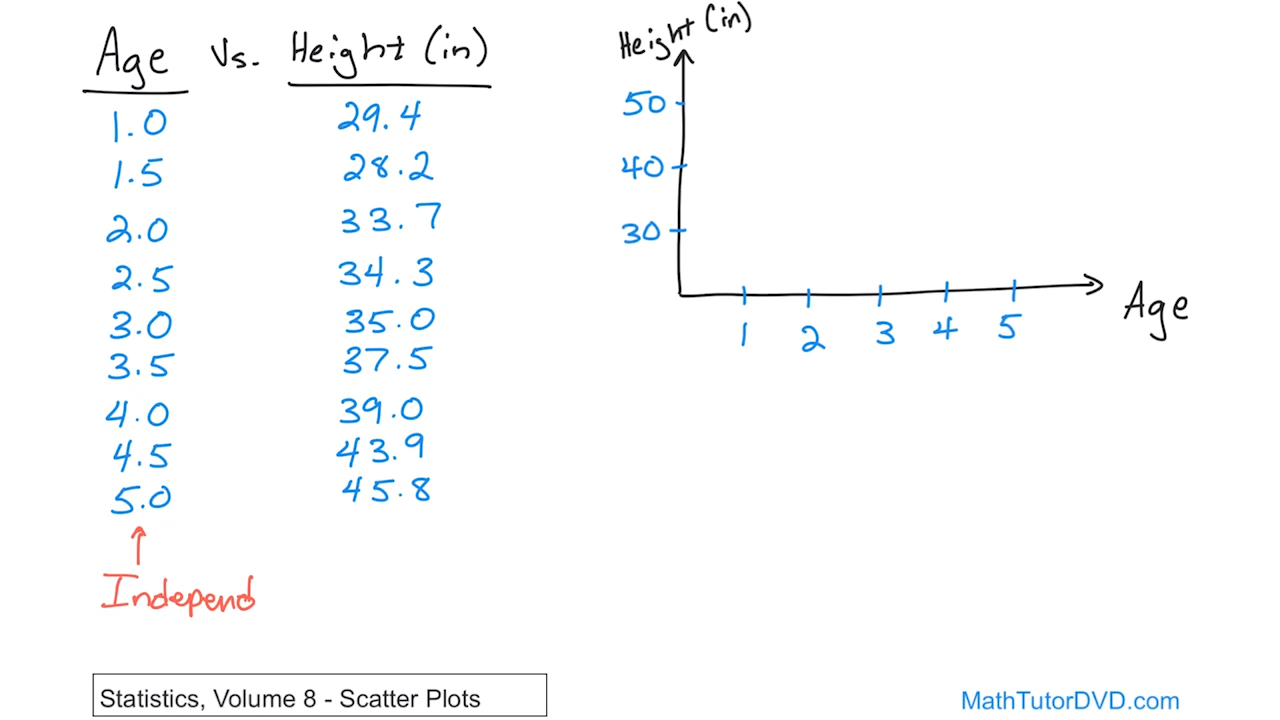 Age Vs. Height (in)
1.0 29.4
1.5 28.2
2.0 33.7
2.5 34.3
3.0 35.0
3.5 37.5
4.0 39.0
4.5 43.9
5.0 45.8
Independ
Height (in)
50
40
30
1 2 3 4 5
Age
Statistics, Volume 8 - Scatter Plots
MathTutorDVD.com